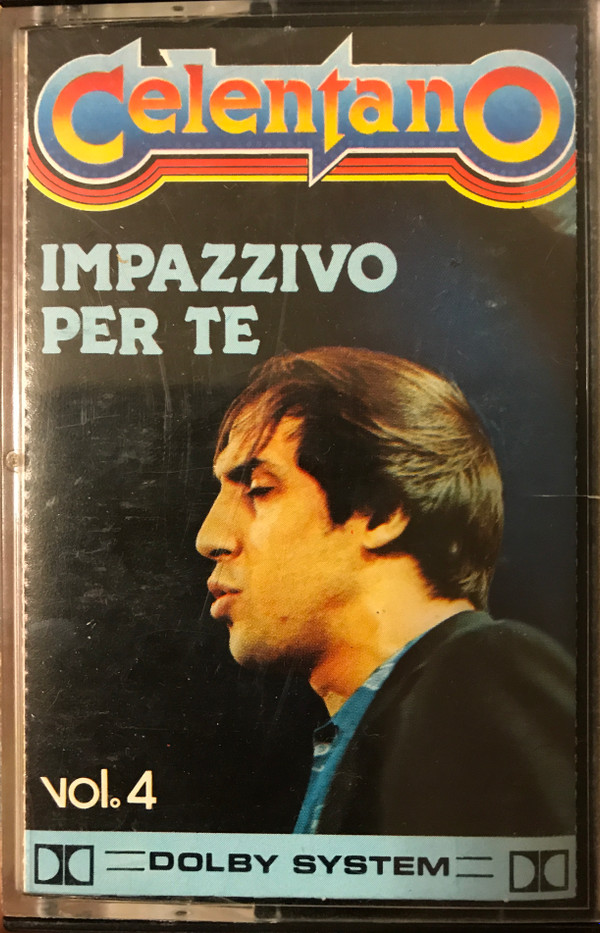 Celentano
IMPAZZIVO
PER TE
vol. 4
DOLBY SYSTEM